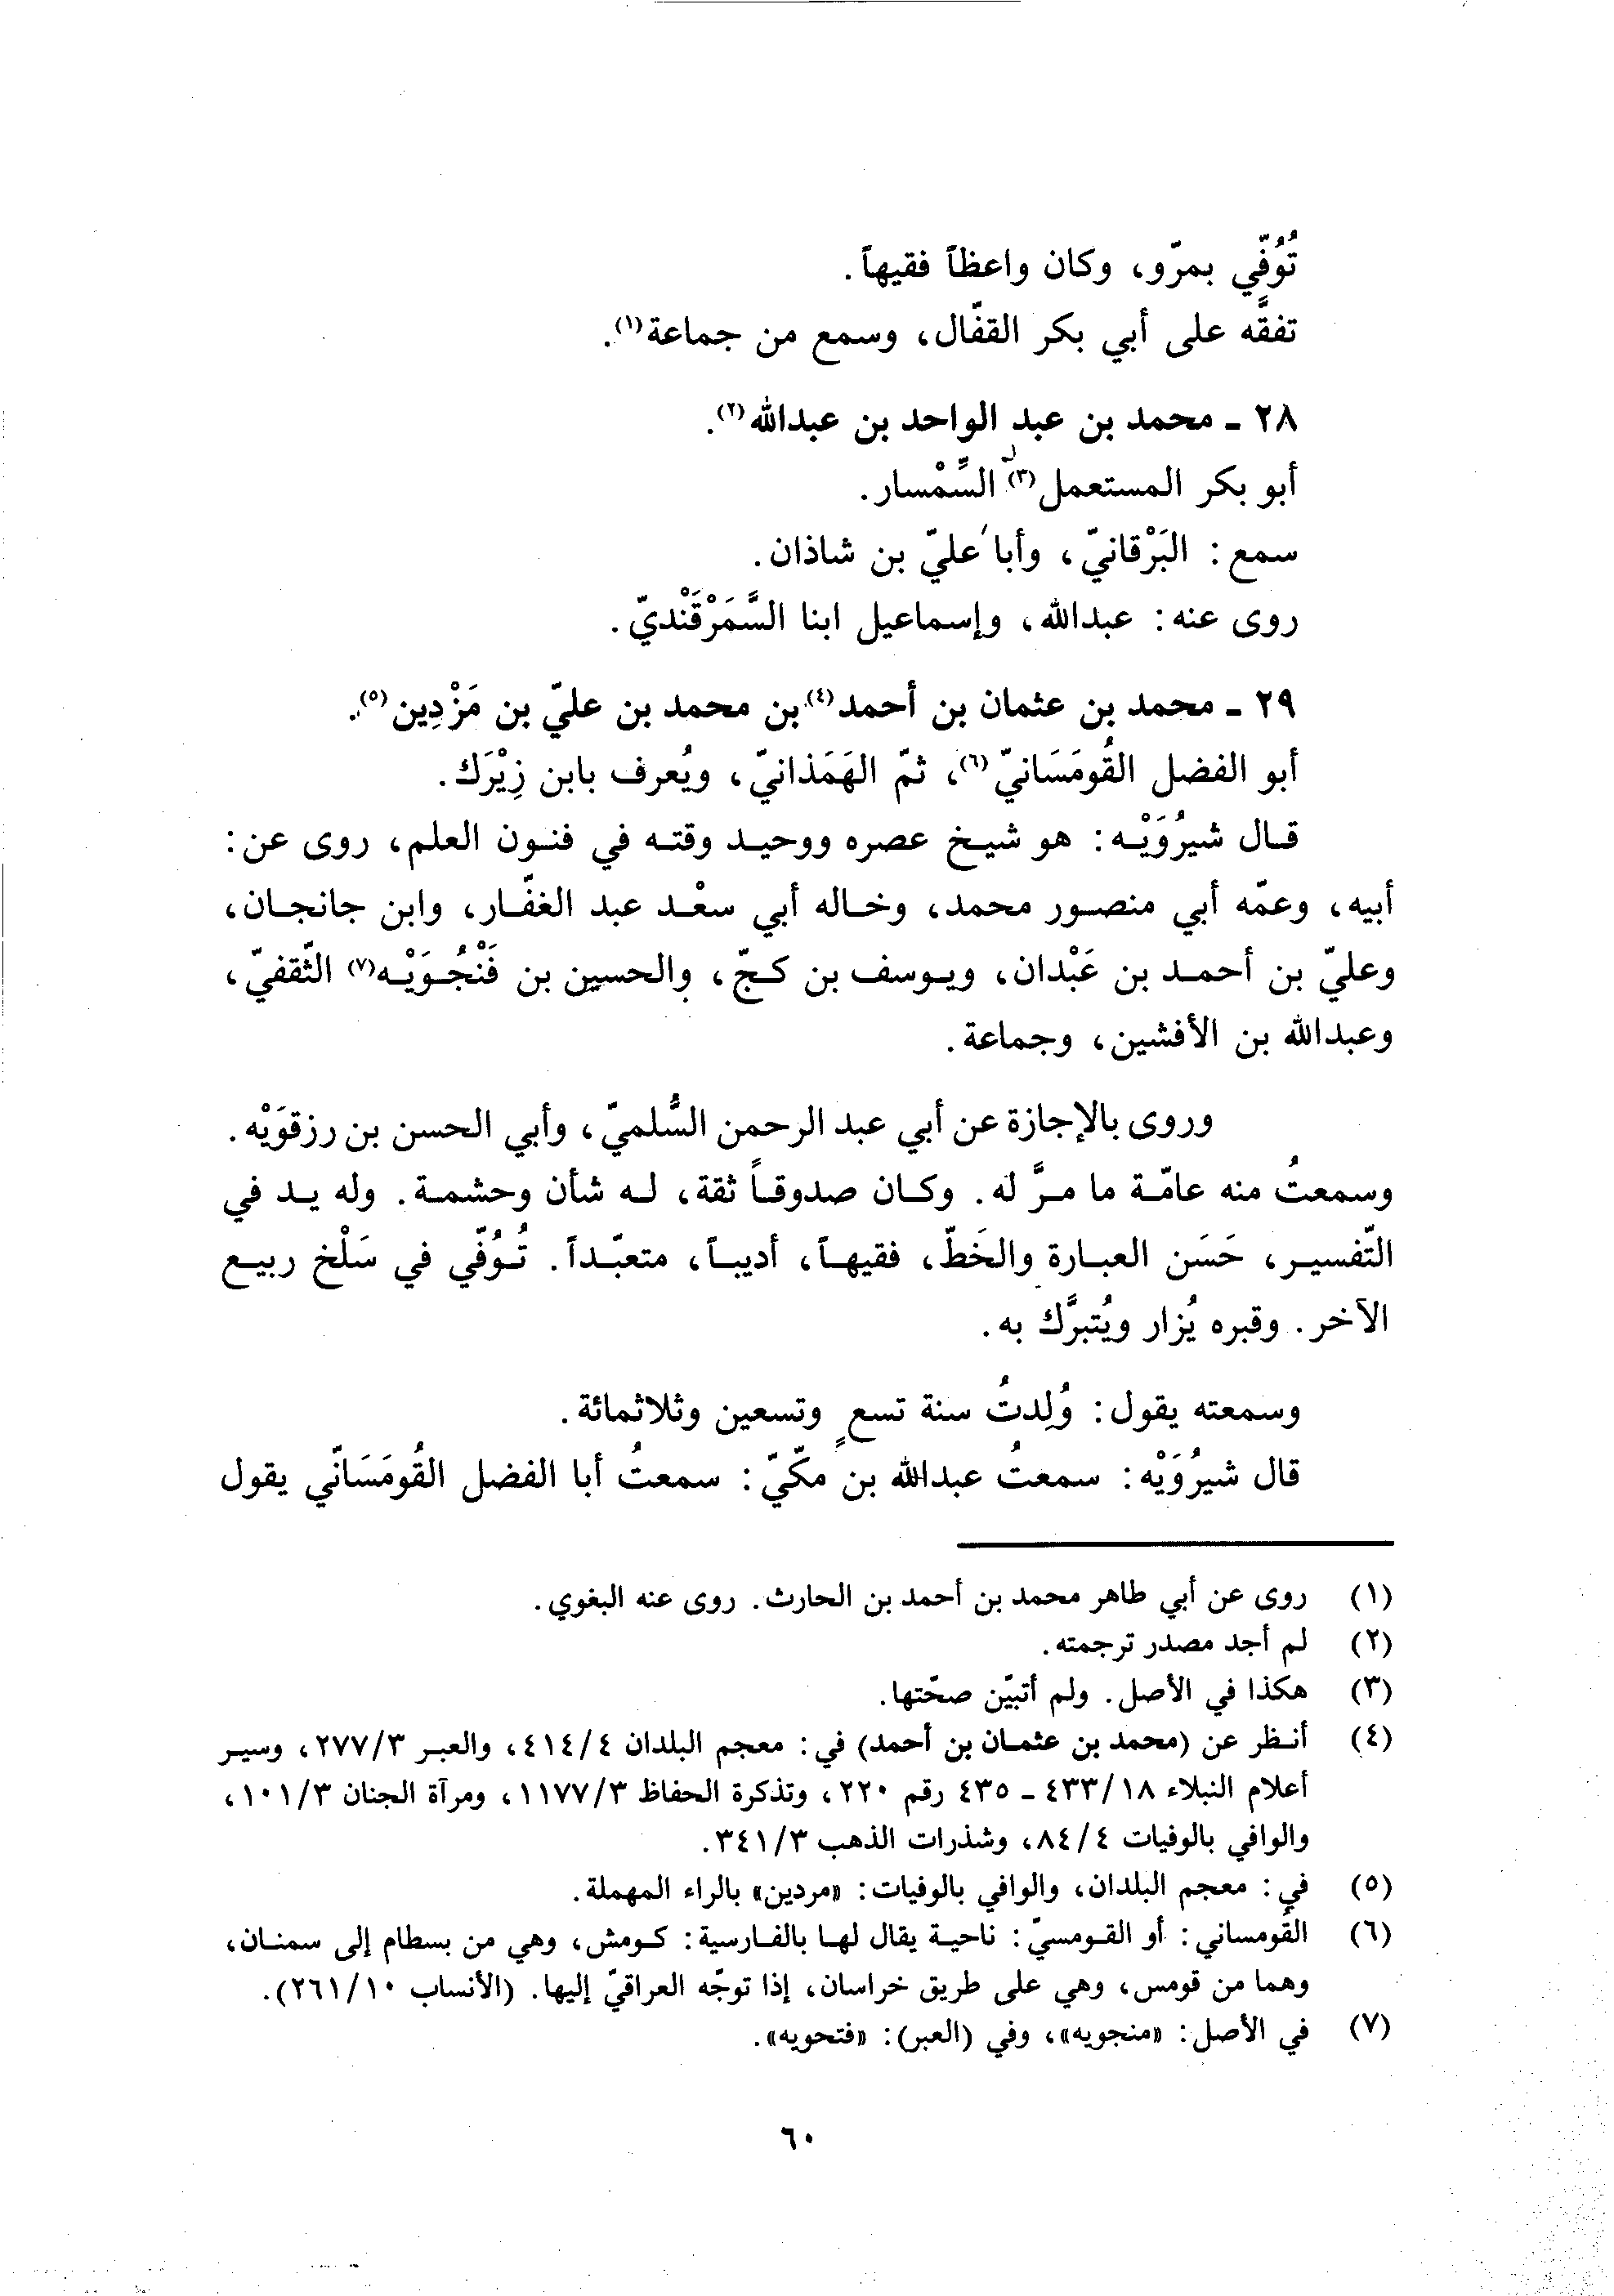 تُوُفّي بمرّو، وكان واعظاً فقيهاً.
تفقَّه على أبي بكر القفّال، وسمع من جماعة(١).
٢٨ ـ محمد بن عبد الواحد بن عبدالله(٢).
أبو بكر المستعمل(٣) السِّمْسار.
سمع: البَرْقانيّ، وأبا عليّ بن شاذان.
روى عنه: عبدالله، وإسماعيل ابنا السَّمَرْقَنْديّ.
٢٩ ـ محمد بن عثمان بن أحمد(٤) بن محمد بن عليّ بن مَزْدِين(٥).
أبو الفضل القُومَسَانيّ(٦)، ثمّ الهَمَذانيّ، ويُعرف بابن زِيْرَك.
قال شيرُوَيْه: هو شيخ عصره ووحيد وقته في فنون العلم، روى عن:
أبيه، وعمّه أبي منصور محمد، وخاله أبي سعْد عبد الغفّار، وابن جانجان،
وعليّ بن أحمد بن عَبْدان، ويوسف بن كجّ، والحسين بن فَنْجُوَيْه(٧) الثّقفيّ،
وعبدالله بن الأفشين، وجماعة.
وروى بالإجازة عن أبي عبد الرحمن السُّلميّ، وأبي الحسن بن رزقوَيْه.
وسمعتُ منه عامّة ما مرَّ له. وكان صدوقاً ثقة، له شأن وحشمة. وله يد في
التّفسير، حَسَن العبارة والخَطّ، فقيهاً، أديباً، متعبّداً. تُوُفّي في سَلْخ ربيع
الآخر. وقبره يُزار ويُتبرَّك به.
وسمعته يقول: وُلِدتُ سنة تسعٍ وتسعين وثلاثمائة.
قال شيرُوَيْه: سمعتُ عبدالله بن مكّيّ: سمعتُ أبا الفضل القُومَسَانّي يقول
(١) روى عن أبي طاهر محمد بن أحمد بن الحارث. روى عنه البغوي.
(٢) لم أجد مصدر ترجمته.
(٣) هكذا في الأصل. ولم أتبيّن صحّتها.
(٤) أنظر عن (محمد بن عثمان بن أحمد) في: معجم البلدان ٤١٤/٤، والعبر ٢٧٧/٣، وسير
أعلام النبلاء ٤٣٣/١٨ ـ ٤٣٥ رقم ٢٢٠، وتذكرة الحفاظ ١١٧٧/٣، ومرآة الجنان ١٠١/٣،
والوافي بالوفيات ٨٤/٤، وشذرات الذهب ٣٤١/٣.
(٥) في: معجم البلدان، والوافي بالوفيات: «مردين» بالراء المهملة.
(٦) القُومساني: أو القومسيّ: ناحية يقال لها بالفارسية: كومش، وهي من بسطام إلى سمنان،
وهما من قومس، وهي على طريق خراسان، إذا توجّه العراقيّ إليها. (الأنساب ٢٦١/١٠).
(٧) في الأصل: «منجويه»، وفي (العبر): «فتحويه».
٦٠